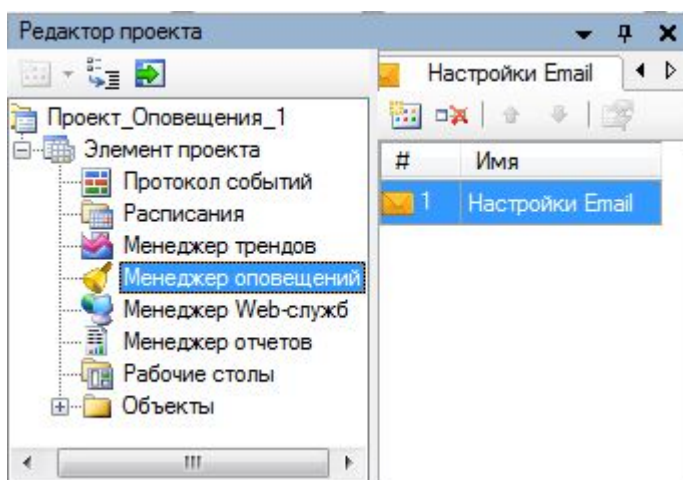 Редактор проекта
Настройки Email
Проект_Оповещения_1
Элемент проекта
Протокол событий
Расписания
Менеджер трендов
Менеджер оповещений
Менеджер Web-служб
Менеджер отчетов
Рабочие столы
Объекты
# Имя
1 Настройки Email